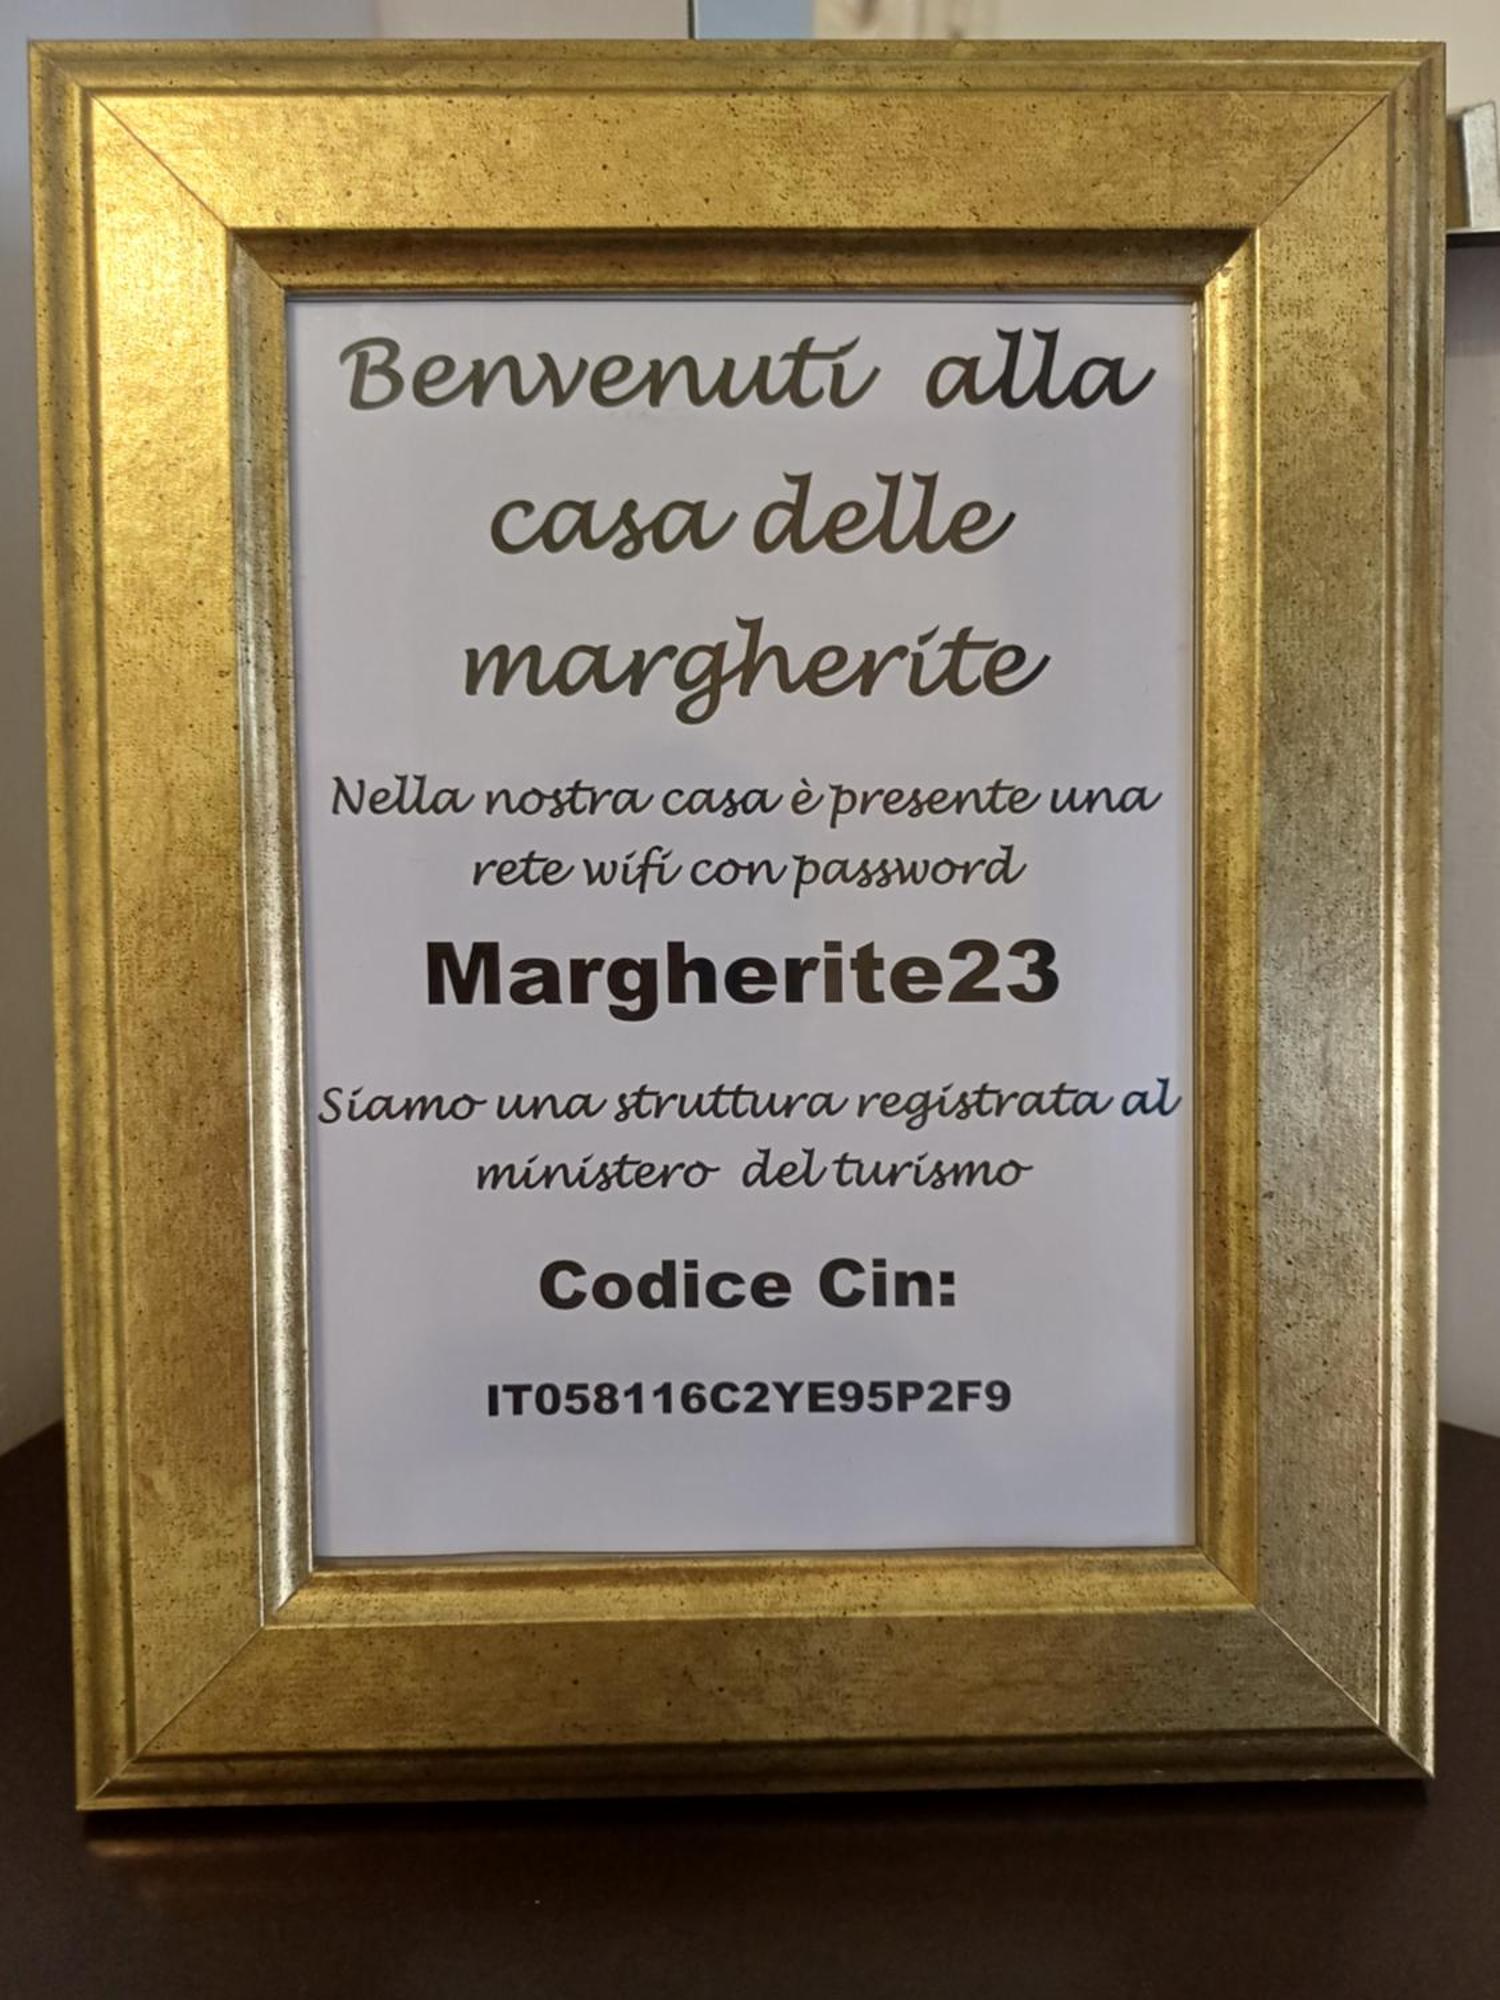 Benvenuti alla
casa delle
margherite
Nella nostra casa è presente una
rete wifi con password
Margherite23
Siamo una struttura registrata al
ministero del turismo
Codice Cin:
IT058116C2YE95P2F9